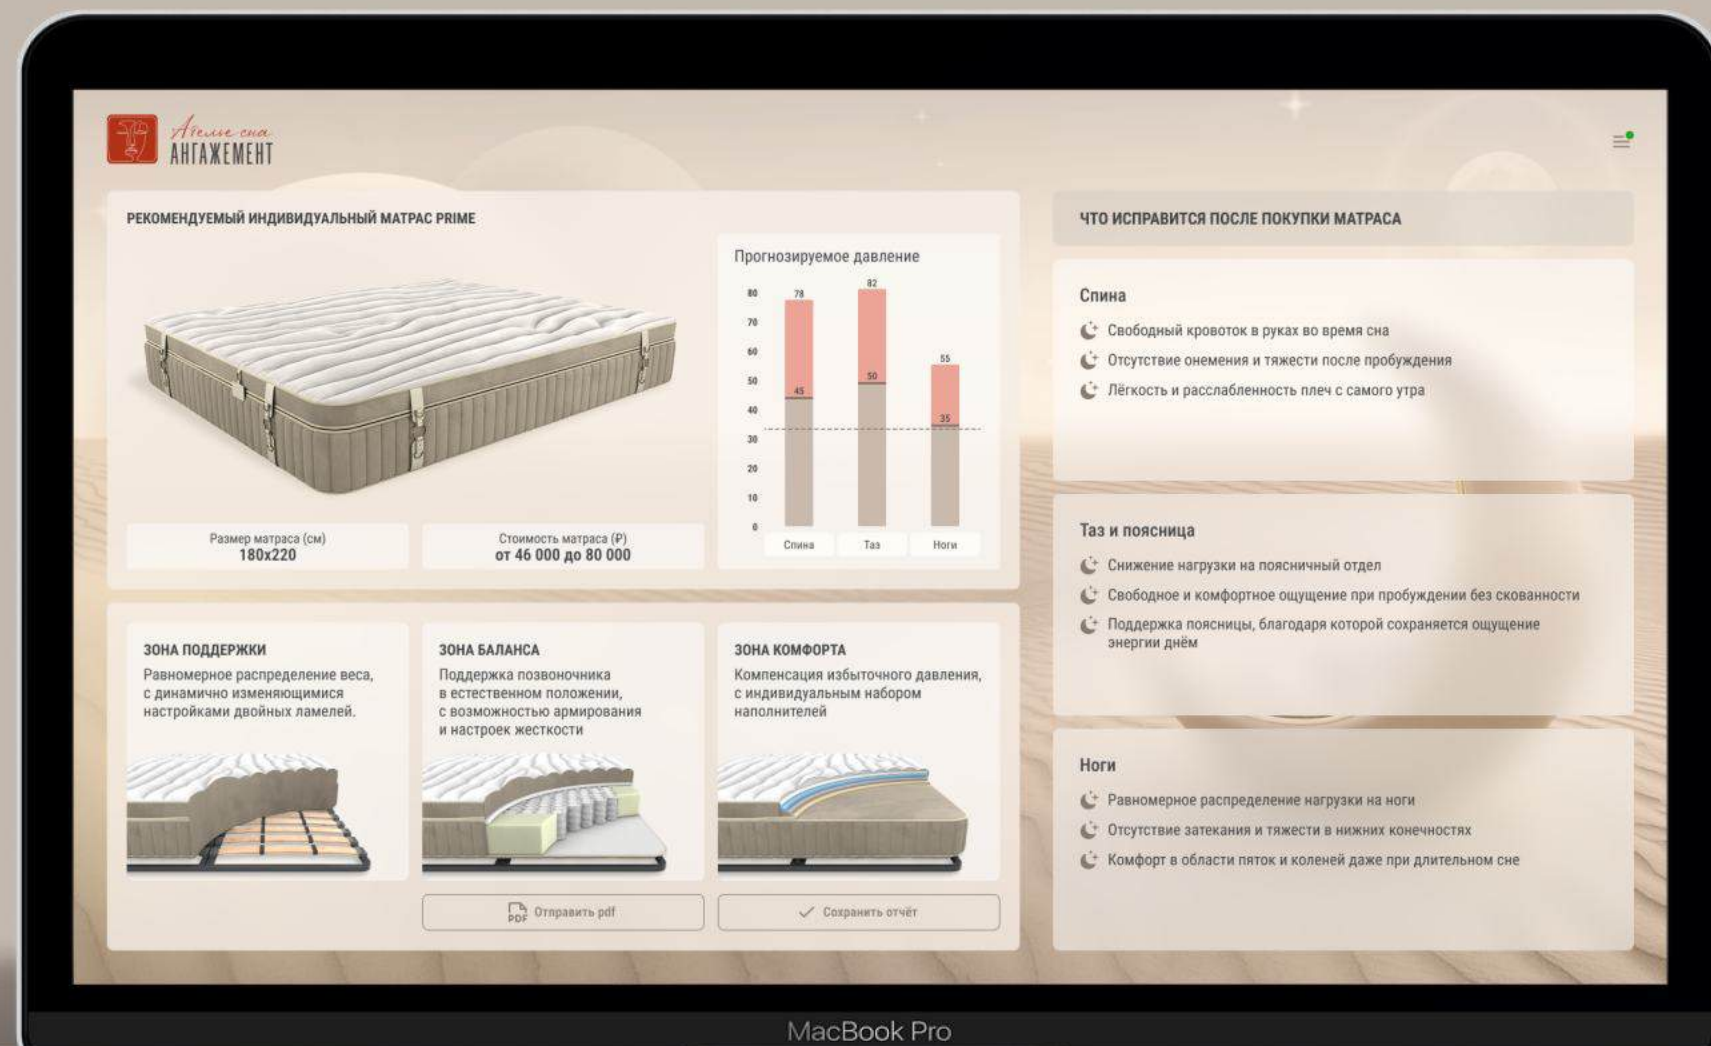 Ателье сна
АНГАЖЕМЕНТ
РЕКОМЕНДУЕМЫЙ ИНДИВИДУАЛЬНЫЙ МАТРАС PRIME
Размер матраса (см)
180x220
Стоимость матраса (₽)
от 46 000 до 80 000
Прогнозируемое давление
80
70
60
50
40
30
20
10
0
78
82
55
45
50
35
Спина
Таз
Ноги
ЗОНА ПОДДЕРЖКИ
Равномерное распределение веса,
с динамично изменяющимися
настройками двойных ламелей.
ЗОНА БАЛАНСА
Поддержка позвоночника
в естественном положении,
с возможностью армирования
и настроек жесткости
ЗОНА КОМФОРТА
Компенсация избыточного давления,
с индивидуальным набором
наполнителей
PDF Отправить pdf
Сохранить отчёт
ЧТО ИСПРАВИТСЯ ПОСЛЕ ПОКУПКИ МАТРАСА
Спина
Свободный кровоток в руках во время сна
Отсутствие онемения и тяжести после пробуждения
Лёгкость и расслабленность плеч с самого утра
Таз и поясница
Снижение нагрузки на поясничный отдел
Свободное и комфортное ощущение при пробуждении без скованности
Поддержка поясницы, благодаря которой сохраняется ощущение
энергии днём
Ноги
Равномерное распределение нагрузки на ноги
Отсутствие затекания и тяжести в нижних конечностях
Комфорт в области пяток и коленей даже при длительном сне
MacBook Pro